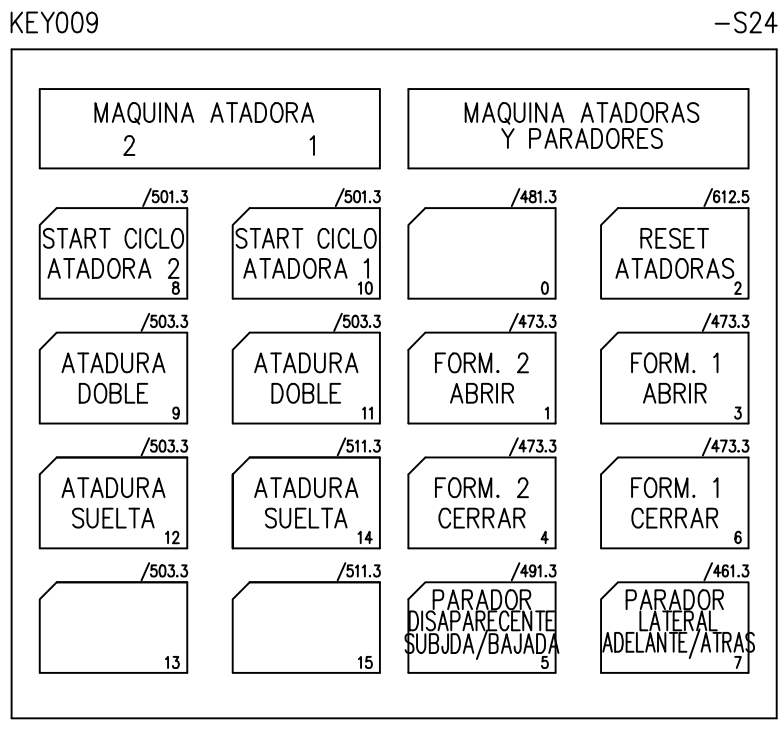 KEY009 -S24
MAQUINA ATADORA
2 1
MAQUINA ATADORAS
Y PARADORES
/501.3
START CICLO
ATADORA 2
8
/501.3
START CICLO
ATADORA 1
10
/481.3
0
/612.5
RESET
ATADORAS
2
/503.3
ATADURA
DOBLE
9
/503.3
ATADURA
DOBLE
11
/473.3
FORM. 2
ABRIR
1
/473.3
FORM. 1
ABRIR
3
/503.3
ATADURA
SUELTA
12
/511.3
ATADURA
SUELTA
14
/473.3
FORM. 2
CERRAR
4
/473.3
FORM. 1
CERRAR
6
/503.3
13
/511.3
15
/491.3
PARADOR
DISAPARECENTE
SUBJDA/BAJADA
5
/461.3
PARADOR
LATERAL
ADELANTE/ATRAS
7